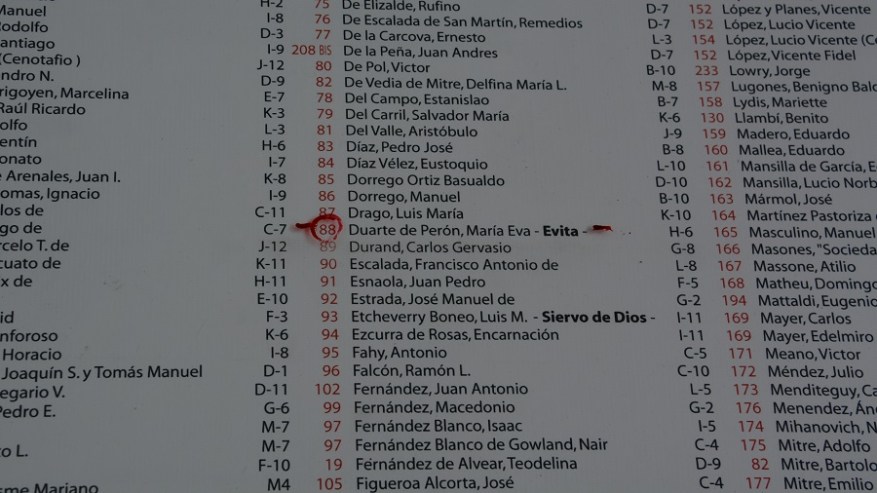 Manuel
Rodolfo
Santiago
(Cenotafio)
ndro N.
rigoyen, Marcelina
Raúl Ricardo
olfo
entín
onato
e Arenales, Juan I.
omas, Ignacio
los de
go de
rcelo T. de
cuato de
x de
id
nforoso
Horacio
Joaquín S. y Tomás Manuel
egario V.
Pedro E.
o L.
sme Mariano
H-2 75 De Elizalde, Rufino
I-8 76 De Escalada de San Martín, Remedios
D-3 77 De la Carcova, Ernesto
I-9 208 BIS De la Peña, Juan Andres
J-12 80 De Pol, Victor
D-9 82 De Vedia de Mitre, Delfina María L.
E-7 78 Del Campo, Estanislao
K-3 79 Del Carril, Salvador María
L-3 81 Del Valle, Aristóbulo
H-6 83 Díaz, Pedro José
I-7 84 Díaz Vélez, Eustoquio
K-8 85 Dorrego Ortiz Basualdo
I-9 86 Dorrego, Manuel
C-11 87 Drago, Luis María
C-7 88 Duarte de Perón, María Eva - Evita -
J-12 89 Durand, Carlos Gervasio
K-11 90 Escalada, Francisco Antonio de
H-11 91 Esnaola, Juan Pedro
E-10 92 Estrada, José Manuel de
F-3 93 Etcheverry Boneo, Luis M. - Siervo de Dios -
K-6 94 Ezcurra de Rosas, Encarnación
I-8 95 Fahy, Antonio
D-1 96 Falcón, Ramón L.
D-11 102 Fernández, Juan Antonio
G-6 99 Fernández, Macedonio
M-7 97 Fernández Blanco, Isaac
M-7 97 Fernández Blanco de Gowland, Nair
F-10 19 Fernández de Alvear, Teodelina
M4 105 Figueroa Alcorta, José
D-7 152 López y Planes, Vicente
D-7 152 López, Lucio Vicente
L-3 154 López, Lucio Vicente (Ce
D-7 152 López, Vicente Fidel
B-10 233 Lowry, Jorge
M-8 157 Lugones, Benigno Bald
B-7 158 Lydis, Mariette
K-6 130 Llambí, Benito
J-9 159 Madero, Eduardo
B-8 160 Mallea, Eduardo
L-10 161 Mansilla de García, E
D-10 162 Mansilla, Lucio Norb
B-10 163 Mármol, José
K-10 164 Martínez Pastoriza d
H-6 165 Masculino, Manuel
G-8 166 Masones, "Socieda
L-8 167 Massone, Atilio
F-5 168 Matheu, Domingo
G-2 194 Mattaldi, Eugenio
I-11 169 Mayer, Carlos
I-11 169 Mayer, Edelmiro
C-5 171 Meano, Victor
C-10 172 Méndez, Julio
L-5 173 Menditeguy, Ca
G-2 176 Menendez, Án
I-5 174 Mihanovich, N
C-4 175 Mitre, Adolfo
D-9 82 Mitre, Bartolo
C-4 177 Mitre, Emilio